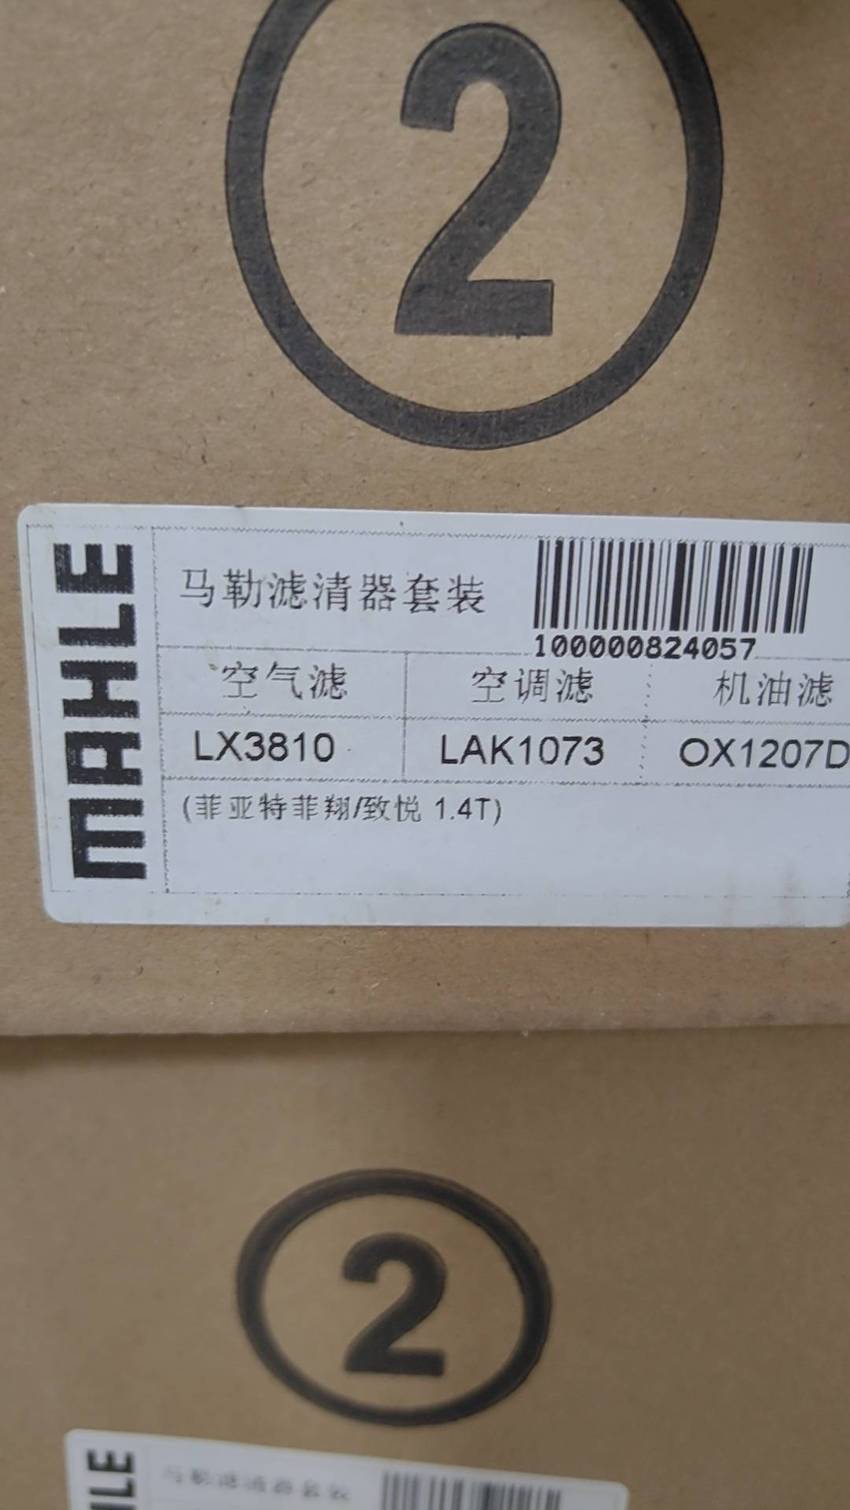 2
MAHLE
马勒滤清器套装
100000824057
空气滤 空调滤 机油滤
LX3810 LAK1073 OX1207D
(菲亚特菲翔/致悦 1.4T)
2
HLE